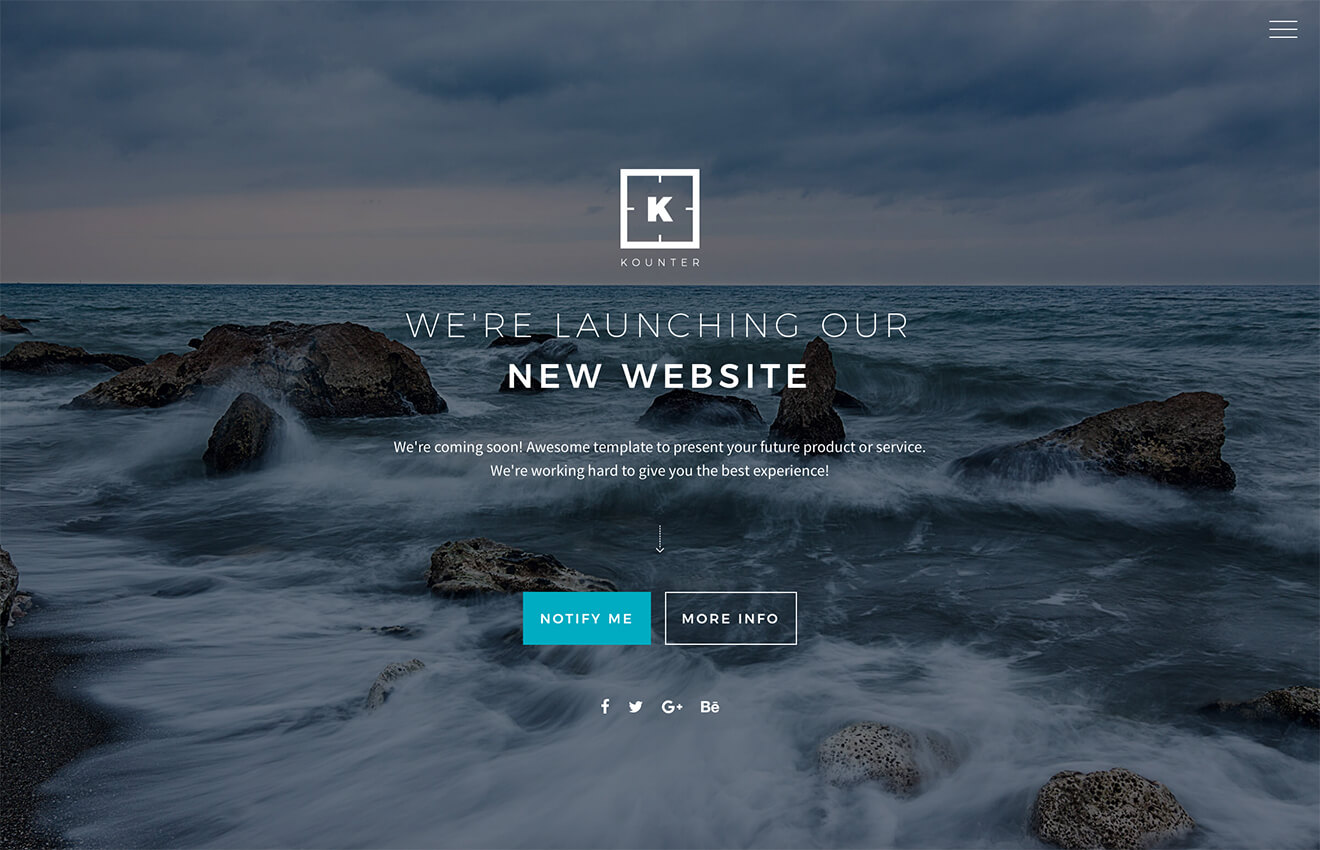 K
KOUNTER
WE'RE LAUNCHING OUR
NEW WEBSITE
We're coming soon! Awesome template to present your future product or service.
We're working hard to give you the best experience!
NOTIFY ME
MORE INFO
f
G+
Bē